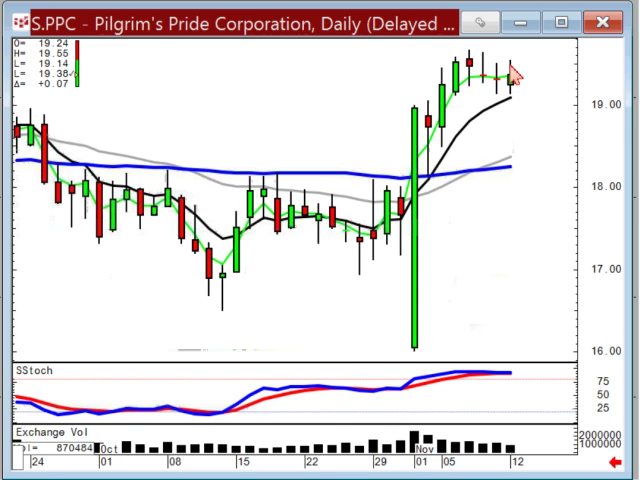 S.PPC - Pilgrim's Pride Corporation, Daily (Delayed ...
O= 19.24
H= 19.55
L= 19.14
L= 19.38
Δ= +0.07
19.00
18.00
17.00
16.00
SStoch
75
50
25
Exchange Vol
2000000
1000000
870484 Oct Nov
24 01 08 15 22 29 01 05 12